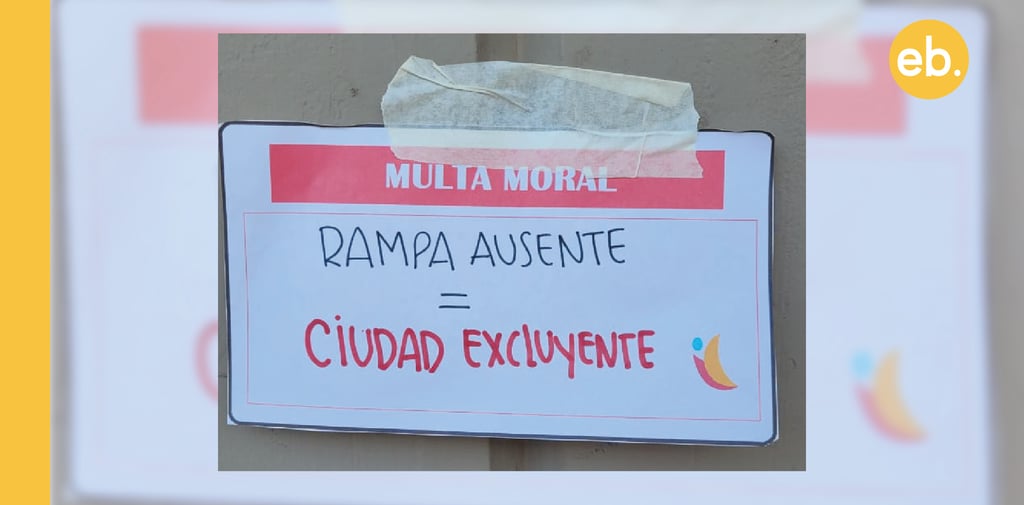 eb.
MULTA MORAL
RAMPA AUSENTE
=
CIUDAD EXCLUYENTE